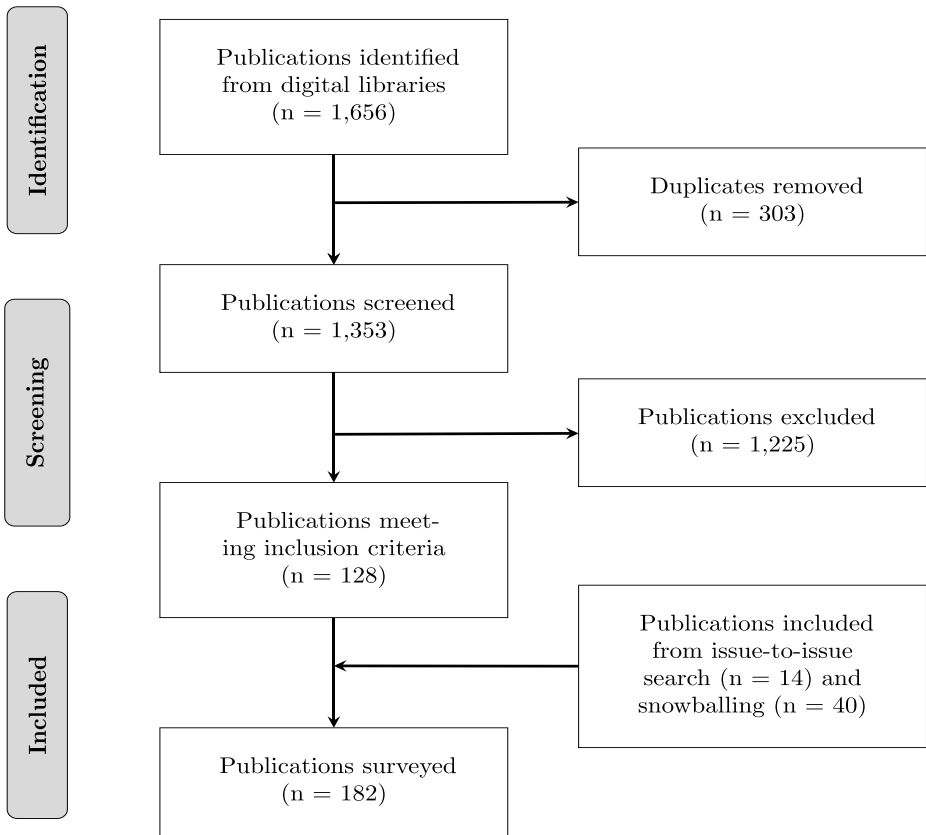 Identification
Publications identified
from digital libraries
(n = 1,656)
Duplicates removed
(n = 303)
Publications screened
(n = 1,353)
Screening
Publications excluded
(n = 1,225)
Publications meet-
ing inclusion criteria
(n = 128)
Included
Publications included
from issue-to-issue
search (n = 14) and
snowballing (n = 40)
Publications surveyed
(n = 182)